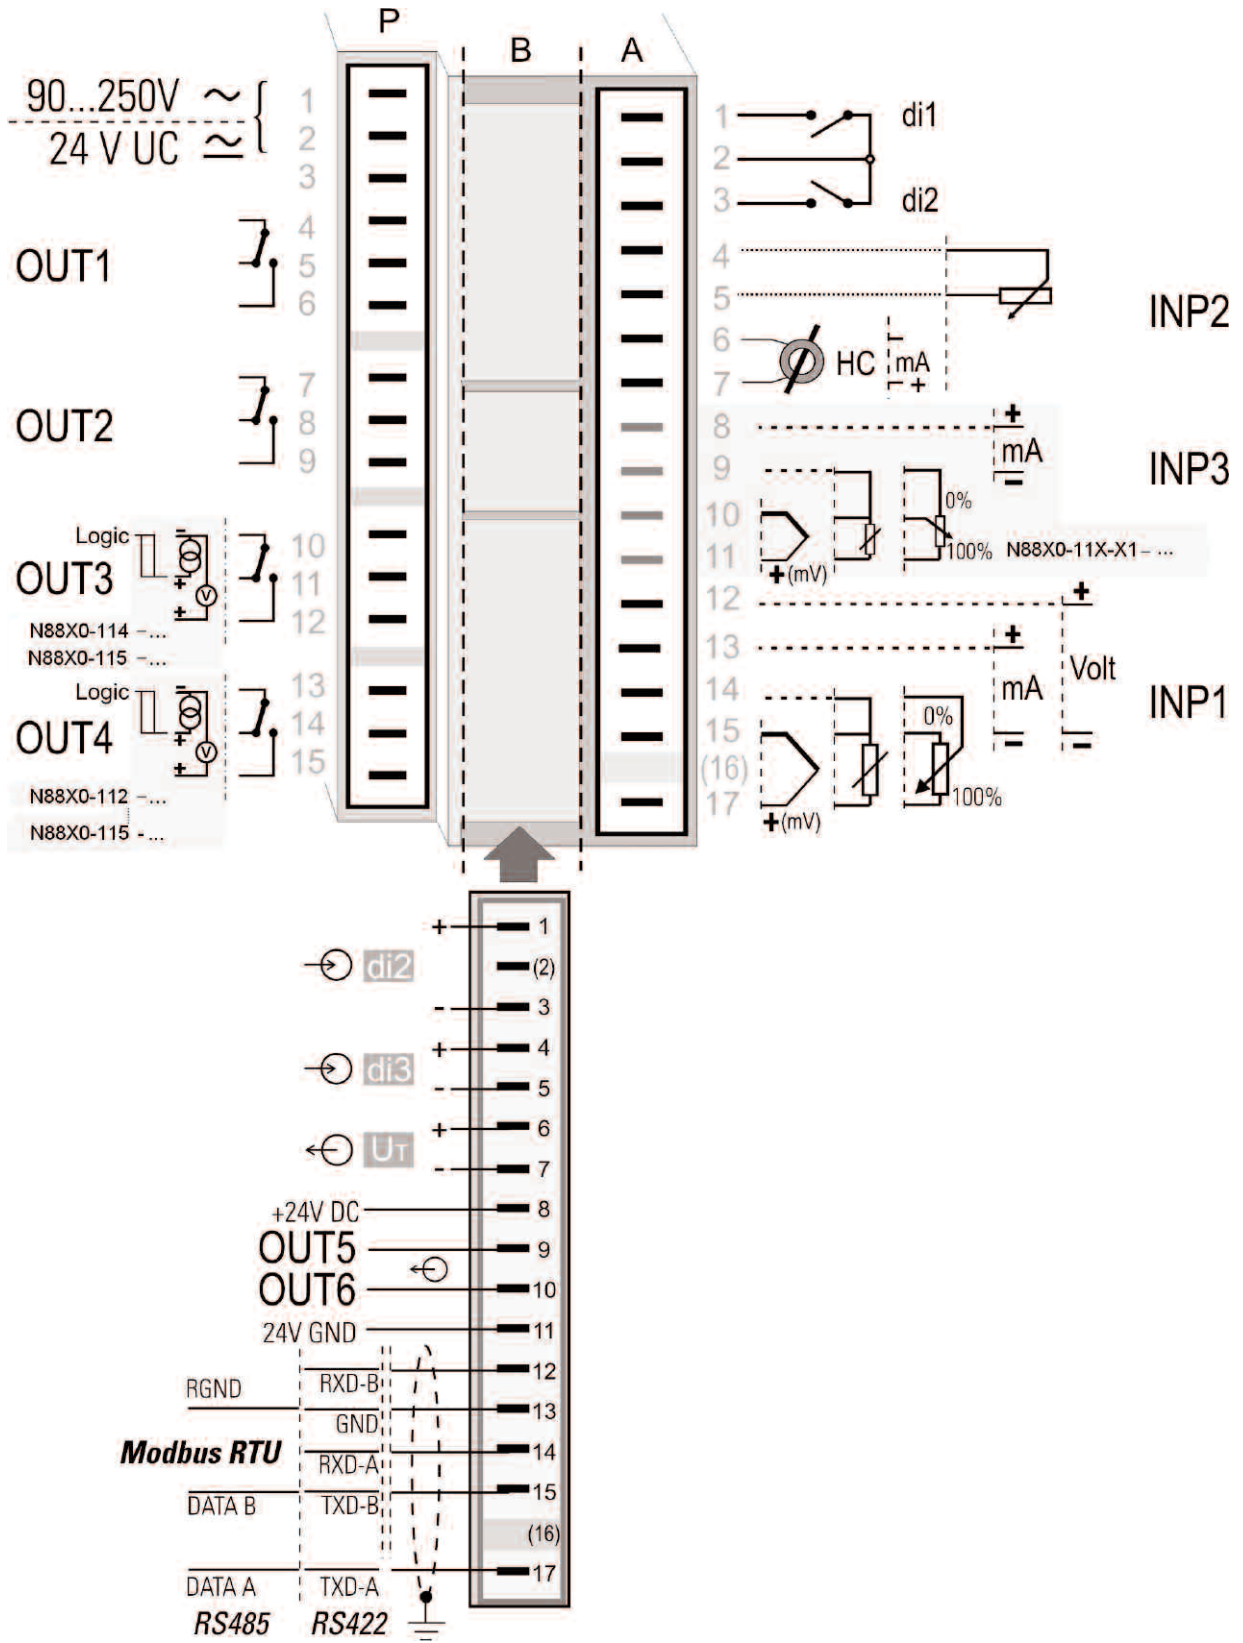 P
B
A
90...250V
24 V UC
1
2
3
OUT1
4
5
6
OUT2
7
8
9
Logic
OUT3
- + + V
10
11
12
N88X0-114 – ...
N88X0-115 – ...
Logic
OUT4
- + + V
13
14
15
N88X0-112 – ...
N88X0-115 - ...
1 di1
2
3 di2
4
5
INP2
6
7
HC
- mA
- +
8 +
mA
-
INP3
9
10 0%
11 +(mV) 100% N88X0-11X-X1– ...
12 +
13 +
mA Volt
INP1
14 0%
15 - -
(16)
17 +(mV) 100%
+ 1
di2 (2)
- 3
+ 4
di3
- 5
+ 6
UT
- 7
+24V DC 8
OUT5 9
OUT6 10
24V GND 11
RXD-B 12
RGND GND 13
Modbus RTU RXD-A 14
DATA B TXD-B 15
(16)
DATA A TXD-A 17
RS485 RS422